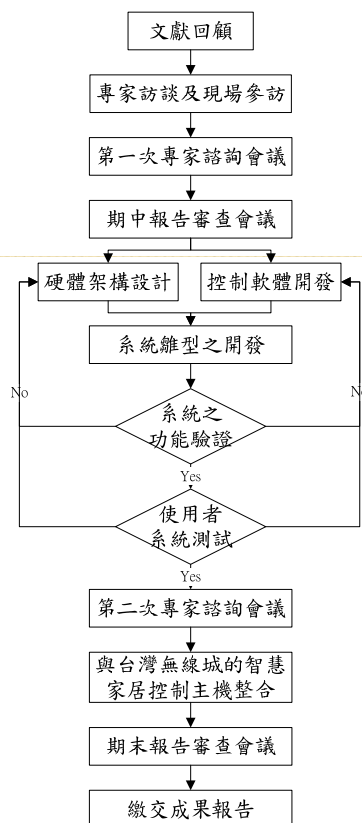 文獻回顧
專家訪談及現場參訪
第一次專家諮詢會議
期中報告審查會議
硬體架構設計
控制軟體開發
系統雛型之開發
No
No
系統之
功能驗證
Yes
使用者
系統測試
Yes
第二次專家諮詢會議
與台灣無線城的智慧
家居控制主機整合
期末報告審查會議
繳交成果報告